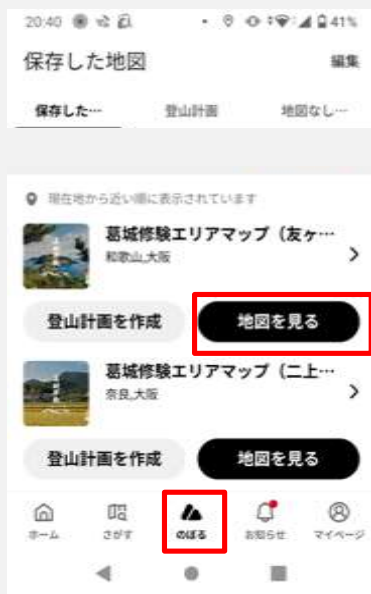 20:40 41%
保存した地図 編集
保存した… 登山計画 地図なし…
現在地から近い順に表示されています
葛城修験エリアマップ（友ヶ…
和歌山,大阪
登山計画を作成 地図を見る
葛城修験エリアマップ（二上…
奈良,大阪
登山計画を作成 地図を見る
ホーム さがす のぼる お知らせ マイページ